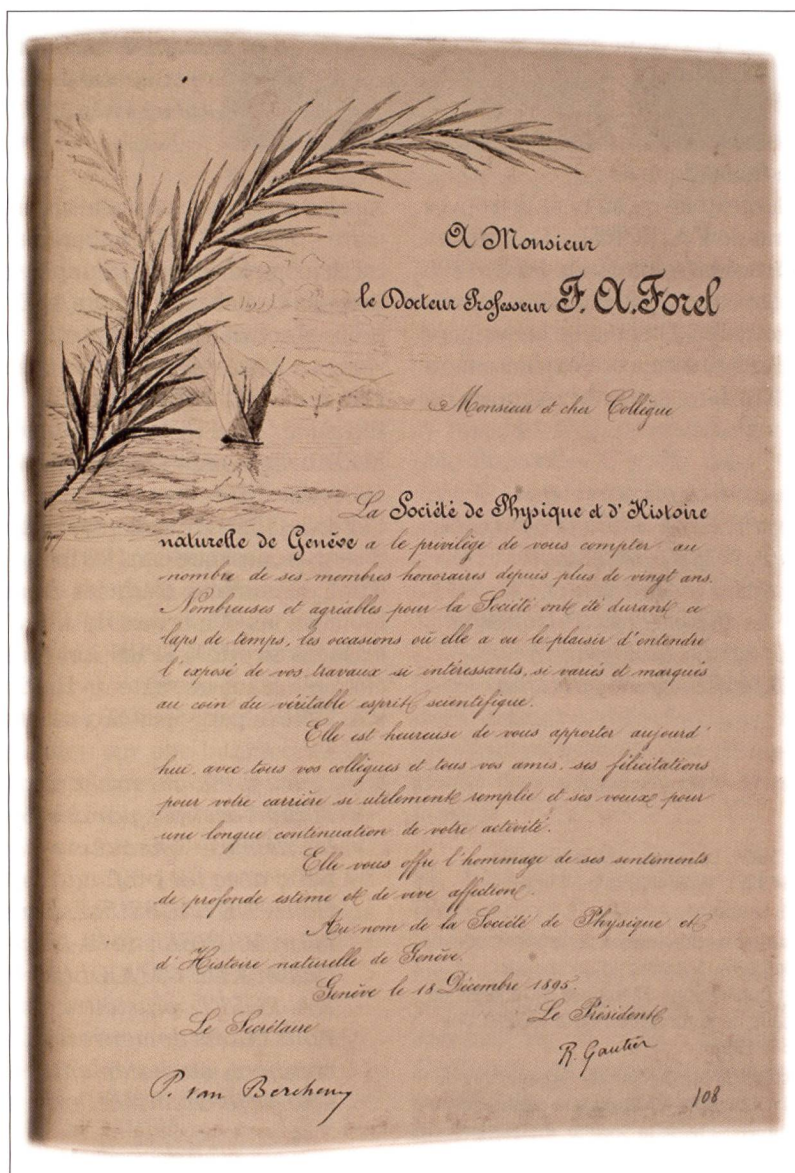 A Monsieur
le Docteur Professeur F. A. Forel
Monsieur et cher Collègue
La Société de Physique et d'Histoire
naturelle de Genève a le privilège de vous compter au
nombre de ses membres honoraires depuis plus de vingt ans.
Nombreuses et agréables pour la Société ont été durant ce
laps de temps, les occasions où elle a eu le plaisir d'entendre
l'exposé de vos travaux si intéressants, si variés et marqués
au coin du véritable esprit scientifique.
Elle est heureuse de vous apporter aujourd'
hui, avec tous vos collègues et tous vos amis, ses félicitations
pour votre carrière si utilement remplie et ses voeux pour
une longue continuation de votre activité.
Elle vous offre l'hommage de ses sentiments
de profonde estime et de vive affection.
Au nom de la Société de Physique et
d'Histoire naturelle de Genève.
Genève le 18 Décembre 1895.
Le Secrétaire Le Président
R. Gautier
P. van Berchem
108